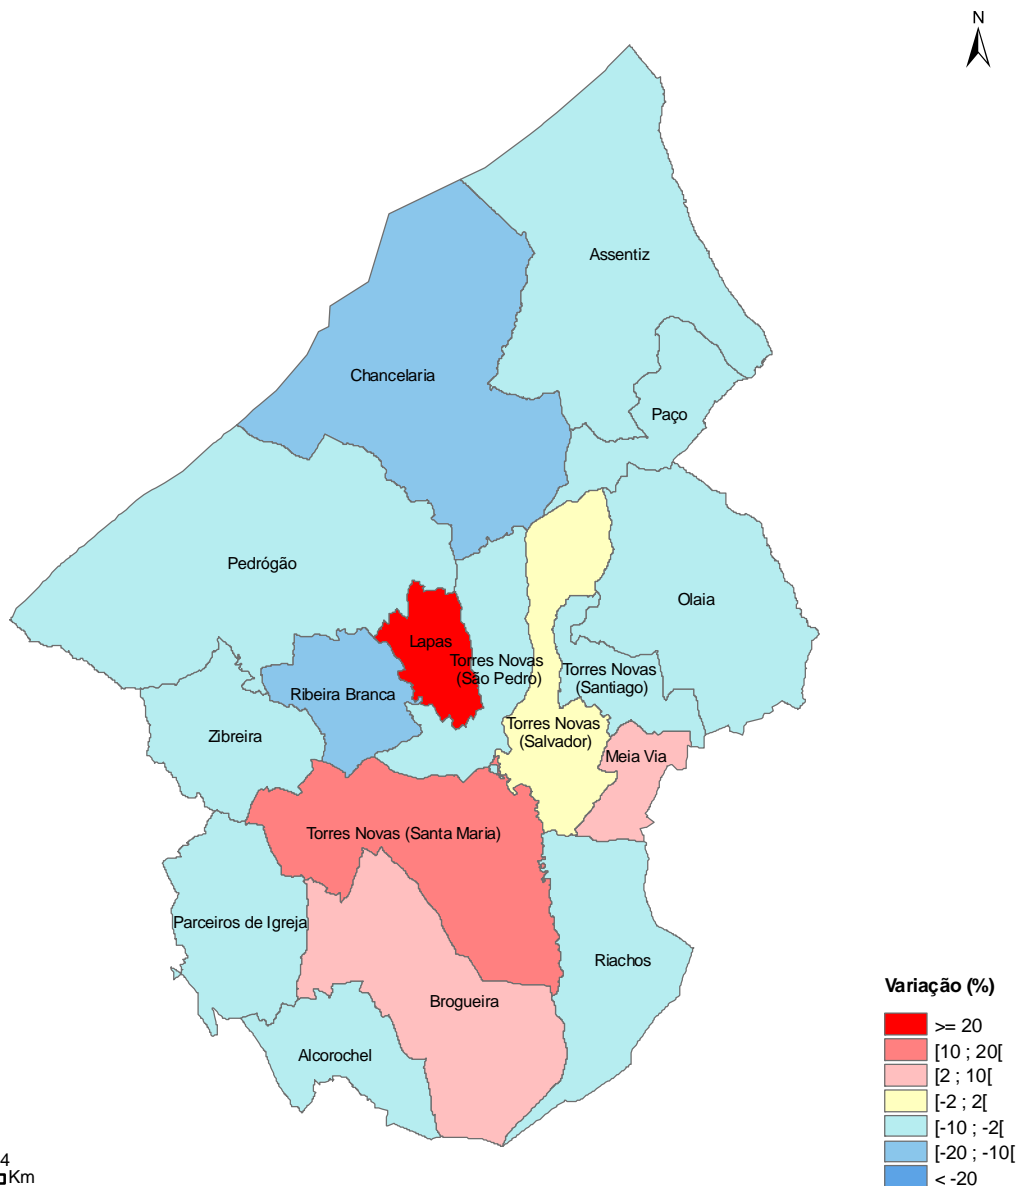 N
Assentiz
Chancelaria
Paço
Pedrógão
Olaia
Lapas
Torres Novas
(São Pedro)
Torres Novas
(Santiago)
Ribeira Branca
Zibreira
Torres Novas
(Salvador)
Meia Via
Torres Novas (Santa Maria)
Parceiros de Igreja
Riachos
Brogueira
Alcorochel
Variação (%)
>= 20
[10 ; 20[
[2 ; 10[
[-2 ; 2[
[-10 ; -2[
[-20 ; -10[
< -20
4
Km